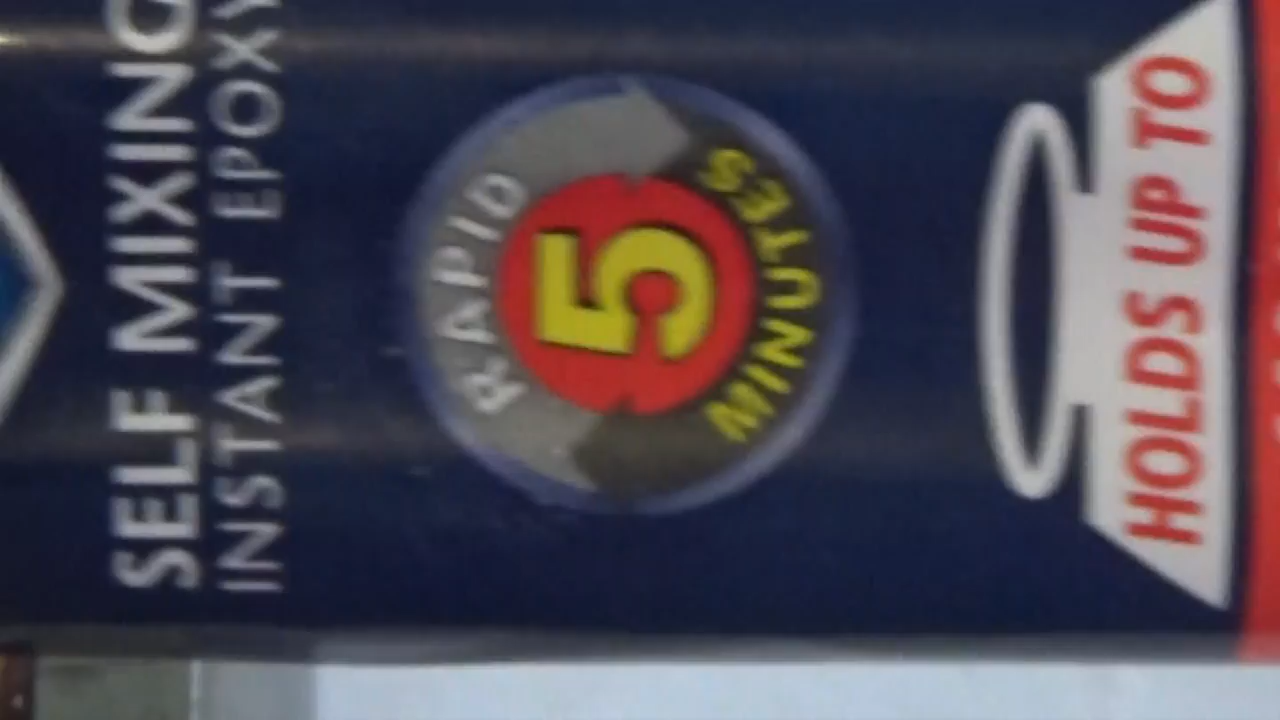 SELF MIXING
INSTANT EPOXY
RAPID
5
MINUTES
HOLDS UP TO